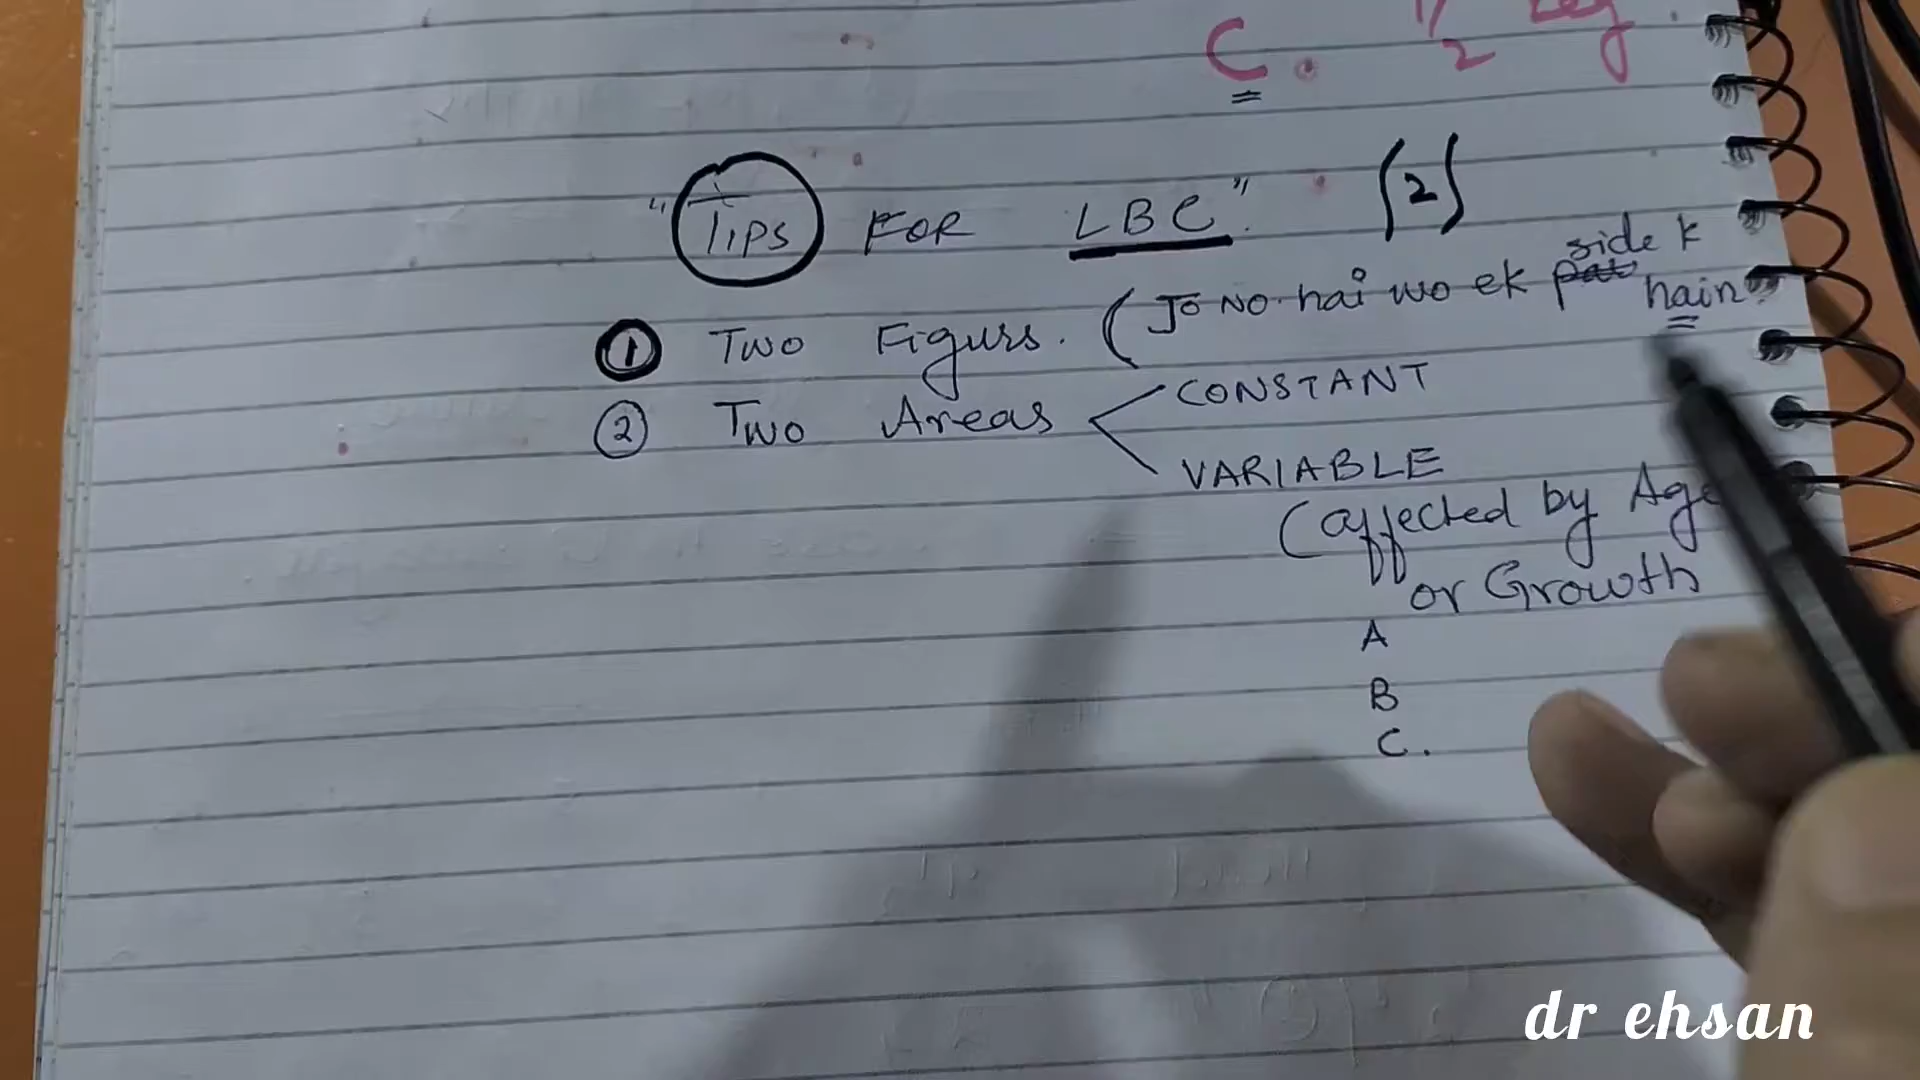 C. 1/2 Leg.
"Tips FOR LBC". (2)
① Two Figurs. (Jo No. hai wo ek side k hain
② Two Areas
CONSTANT
VARIABLE
(affected by Age
or Growth
A
B
C.
dr ehsan